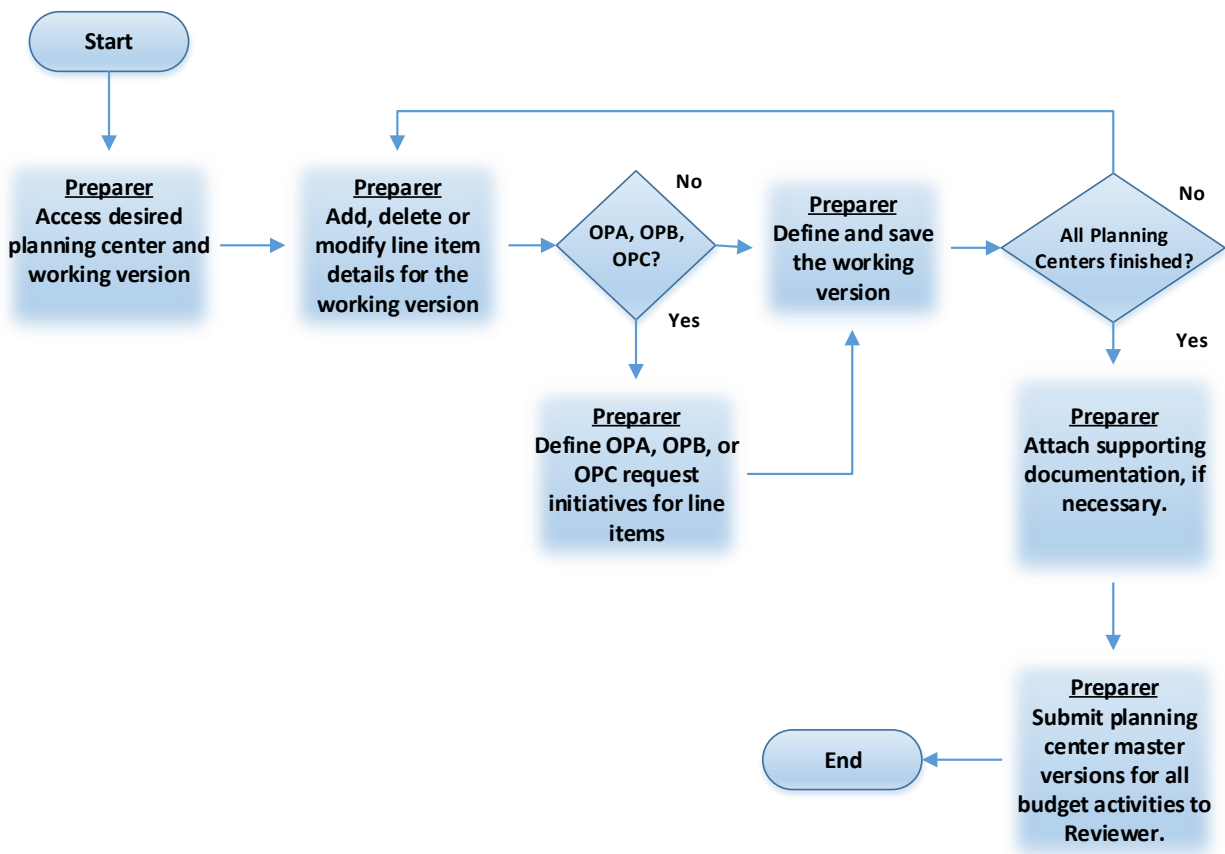 Start
Preparer
Access desired
planning center and
working version
Preparer
Add, delete or
modify line item
details for the
working version
No
OPA, OPB,
OPC?
Yes
Preparer
Define OPA, OPB, or
OPC request
initiatives for line
items
Preparer
Define and save
the working
version
No
All Planning
Centers finished?
Yes
Preparer
Attach supporting
documentation, if
necessary.
Preparer
Submit planning
center master
versions for all
budget activities to
Reviewer.
End